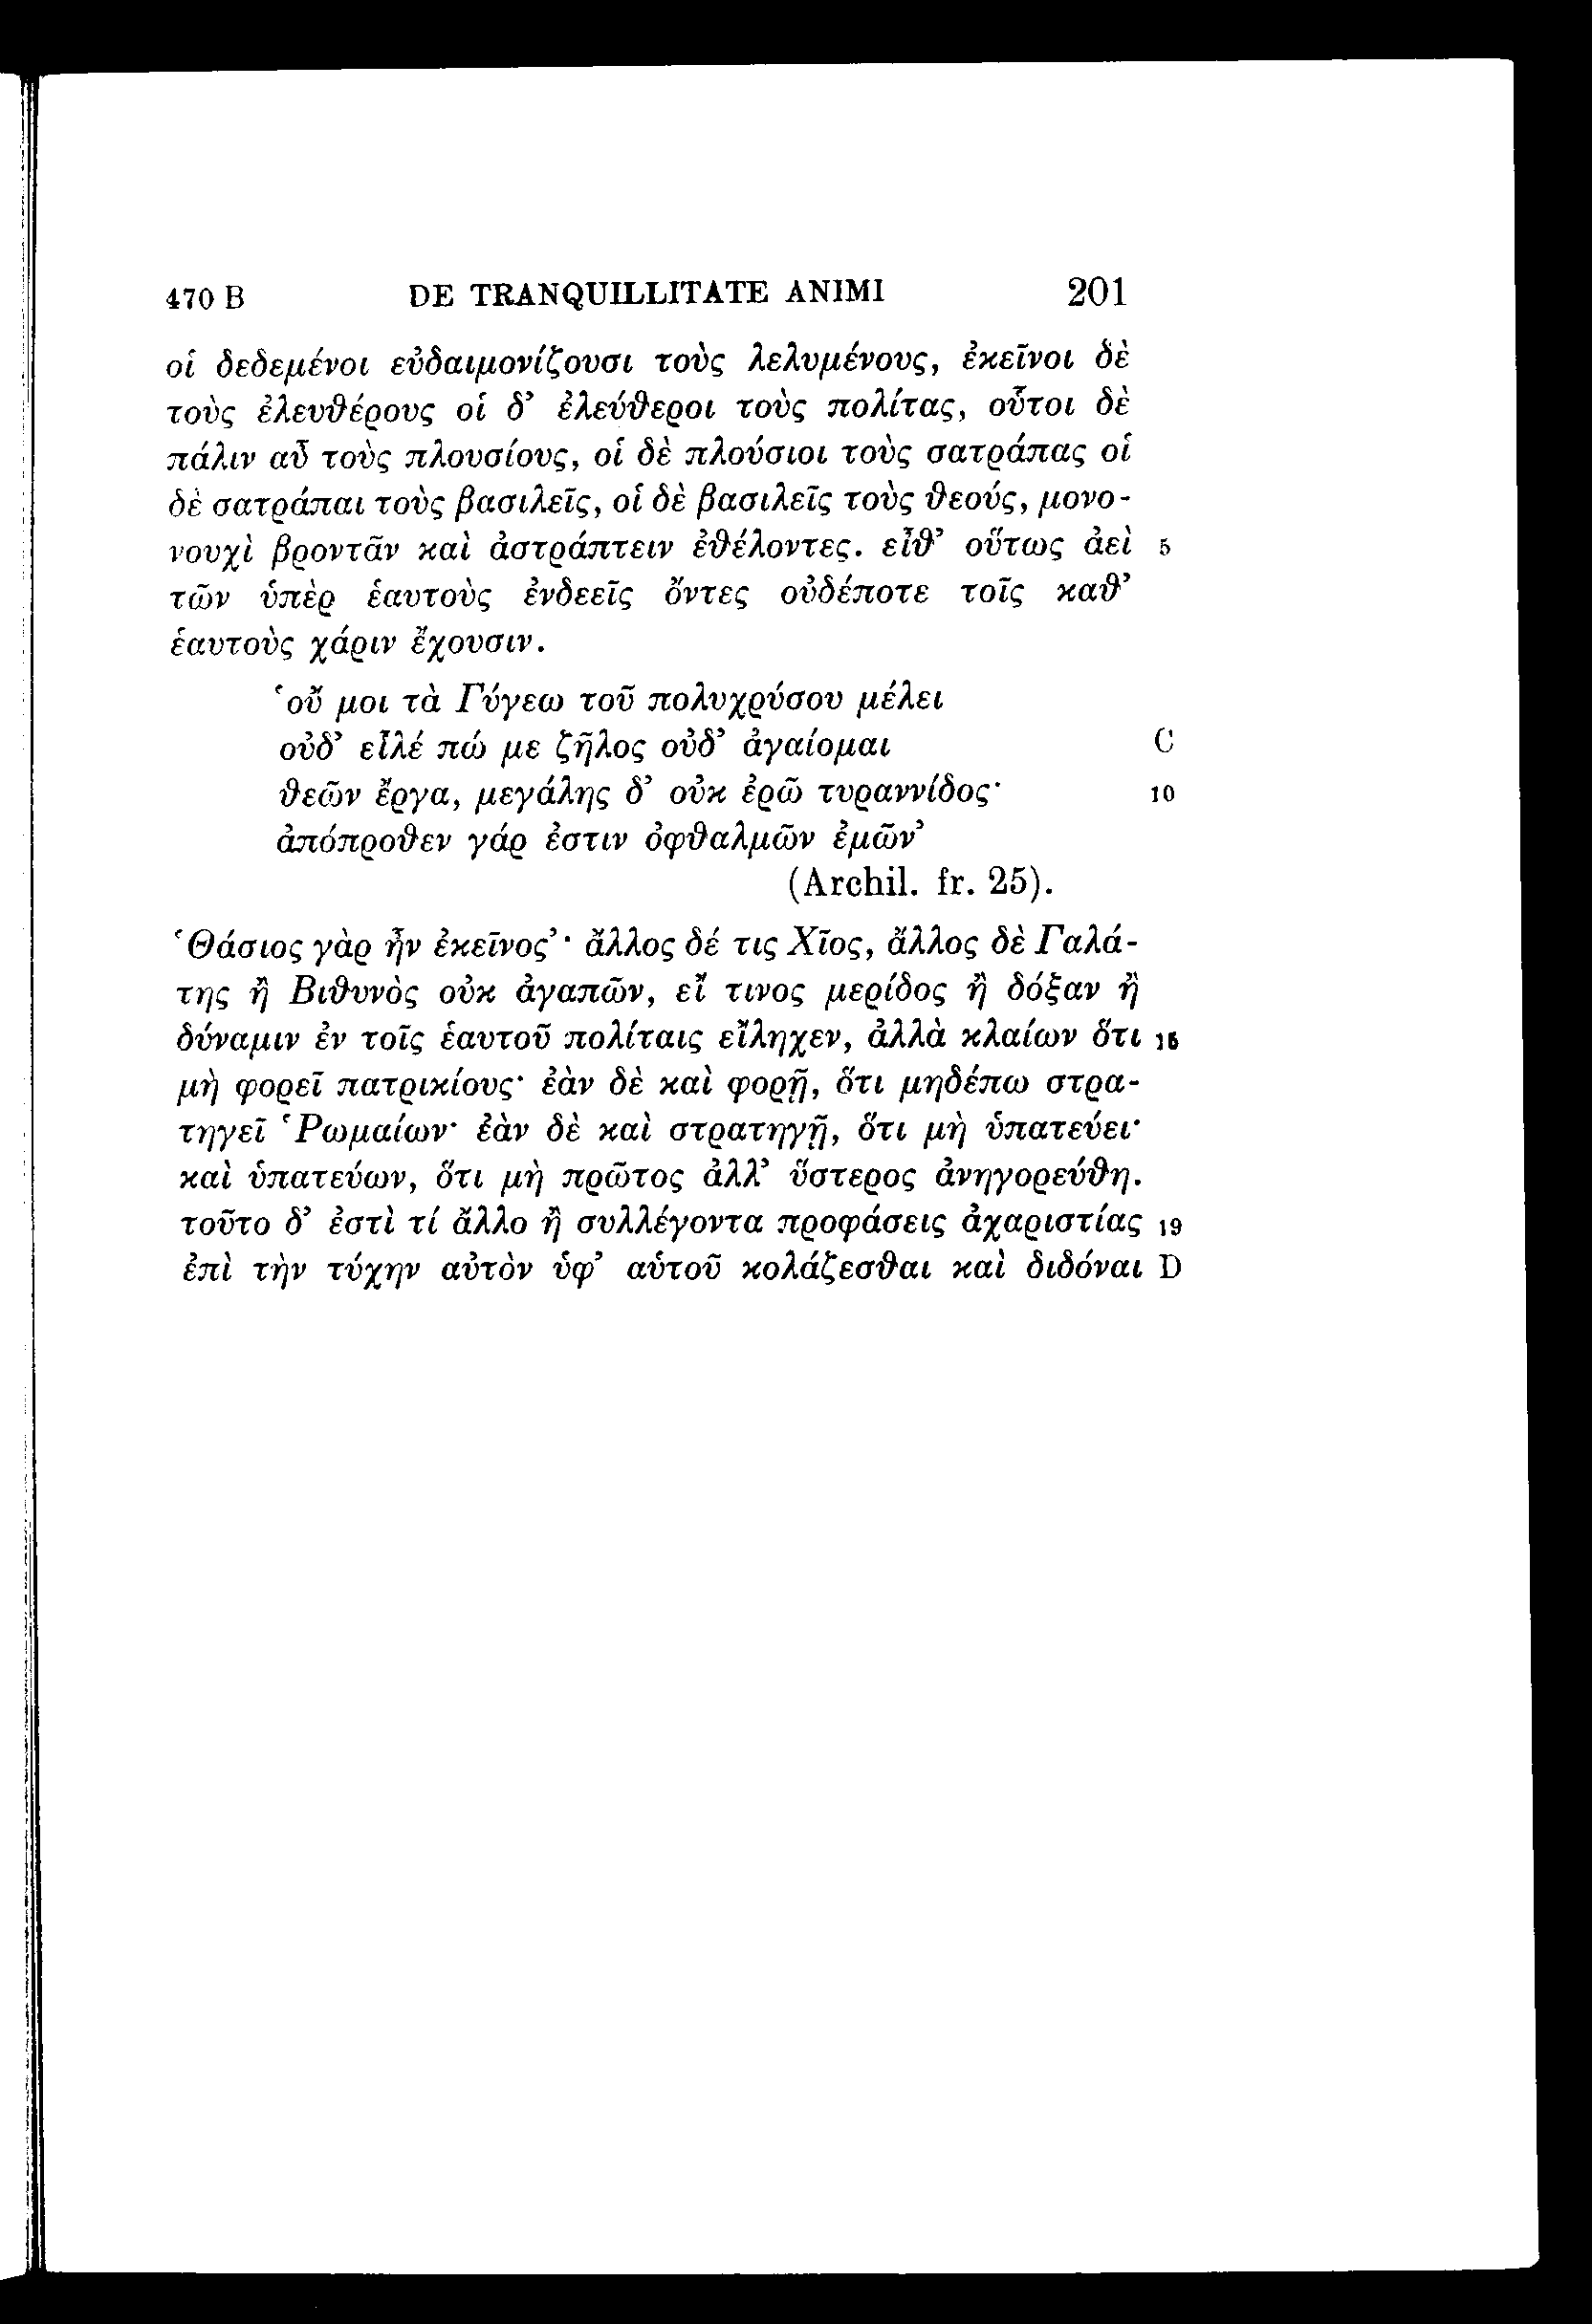 470 B DE TRANQUILLITATE ANIMI 201
οἱ δεδεμένοι εὐδαιμονίζουσι τοὺς λελυμένους, ἐκεῖνοι δὲ
τοὺς ἐλευθέρους οἱ δ’ ἐλεύθεροι τοὺς πολίτας, οὗτοι δὲ
πάλιν αὖ τοὺς πλουσίους, οἱ δὲ πλούσιοι τοὺς σατράπας οἱ
δὲ σατράπαι τοὺς βασιλεῖς, οἱ δὲ βασιλεῖς τοὺς θεούς, μονο-
νουχὶ βροντᾶν καὶ ἀστράπτειν ἐθέλοντες. εἶθ’ οὕτως ἀεὶ 5
τῶν ὑπὲρ ἑαυτοὺς ἐνδεεῖς ὄντες οὐδέποτε τοῖς καθ’
ἑαυτοὺς χάριν ἔχουσιν.
‘οὔ μοι τὰ Γύγεω τοῦ πολυχρύσου μέλει
οὐδ’ εἷλέ πώ με ζῆλος οὐδ’ ἀγαίομαι C
θεῶν ἔργα, μεγάλης δ’ οὐκ ἐρῶ τυραννίδος· 10
ἀπόπροθεν γάρ ἐστιν ὀφθαλμῶν ἐμῶν’
(Archil. fr. 25).
‘Θάσιος γὰρ ἦν ἐκεῖνος’· ἄλλος δέ τις Χῖος, ἄλλος δὲ Γαλά-
της ἢ Βιθυνὸς οὐκ ἀγαπῶν, εἴ τινος μερίδος ἢ δόξαν ἢ
δύναμιν ἐν τοῖς ἑαυτοῦ πολίταις εἴληχεν, ἀλλὰ κλαίων ὅτι 15
μὴ φορεῖ πατρικίους· ἐὰν δὲ καὶ φορῇ, ὅτι μηδέπω στρα-
τηγεῖ Ῥωμαίων· ἐὰν δὲ καὶ στρατηγῇ, ὅτι μὴ ὑπατεύει·
καὶ ὑπατεύων, ὅτι μὴ πρῶτος ἀλλ’ ὕστερος ἀνηγορεύθη.
τοῦτο δ’ ἐστὶ τί ἄλλο ἢ συλλέγοντα προφάσεις ἀχαριστίας 19
ἐπὶ τὴν τύχην αὐτὸν ὑφ’ αὑτοῦ κολάζεσθαι καὶ διδόναι D